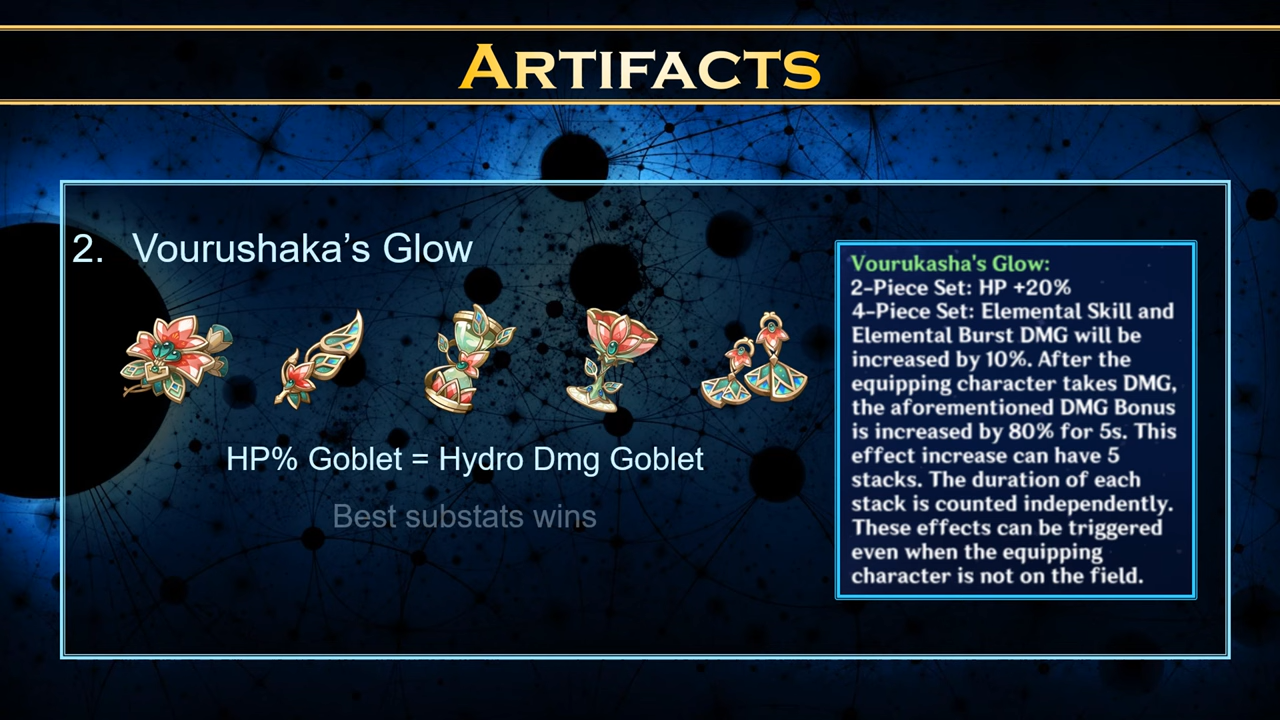 ARTIFACTS
2. Vourushaka’s Glow
HP% Goblet = Hydro Dmg Goblet
Best substats wins
Vourukasha's Glow:
2-Piece Set: HP +20%
4-Piece Set: Elemental Skill and
Elemental Burst DMG will be
increased by 10%. After the
equipping character takes DMG,
the aforementioned DMG Bonus
is increased by 80% for 5s. This
effect increase can have 5
stacks. The duration of each
stack is counted independently.
These effects can be triggered
even when the equipping
character is not on the field.